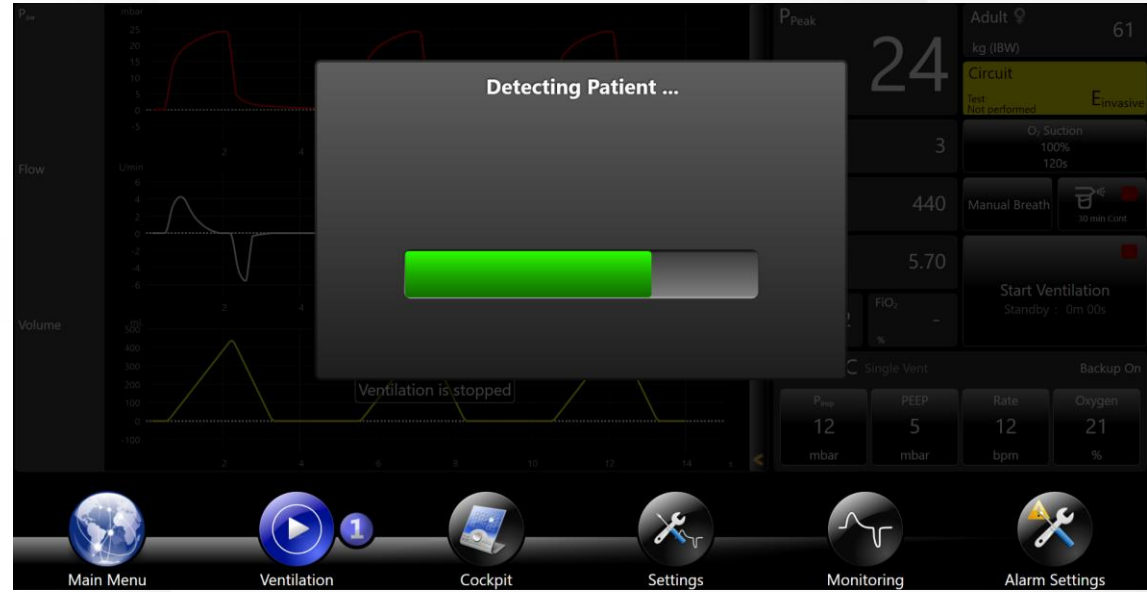 Paw
mbar
25
20
15
10
5
0
-5
2
4
Flow
L/min
6
4
2
0
-2
-4
-6
2
4
Volume
ml
500
400
300
200
100
0
-100
2
4
6
8
10
12
14
s
Detecting Patient ...
Ventilation is stopped
PPeak
24
3
440
5.70
FiO2
-
%
Adult
61
kg (IBW)
Circuit
Test:
Not performed
Einvasive
O2 Suction
100%
120s
Manual Breath
30 min Cont
Start Ventilation
Standby : 0m 00s
Single Vent
Backup On
Pinsp
12
mbar
PEEP
5
mbar
Rate
12
bpm
Oxygen
21
%
<
1
Main Menu
Ventilation
Cockpit
Settings
Monitoring
Alarm Settings